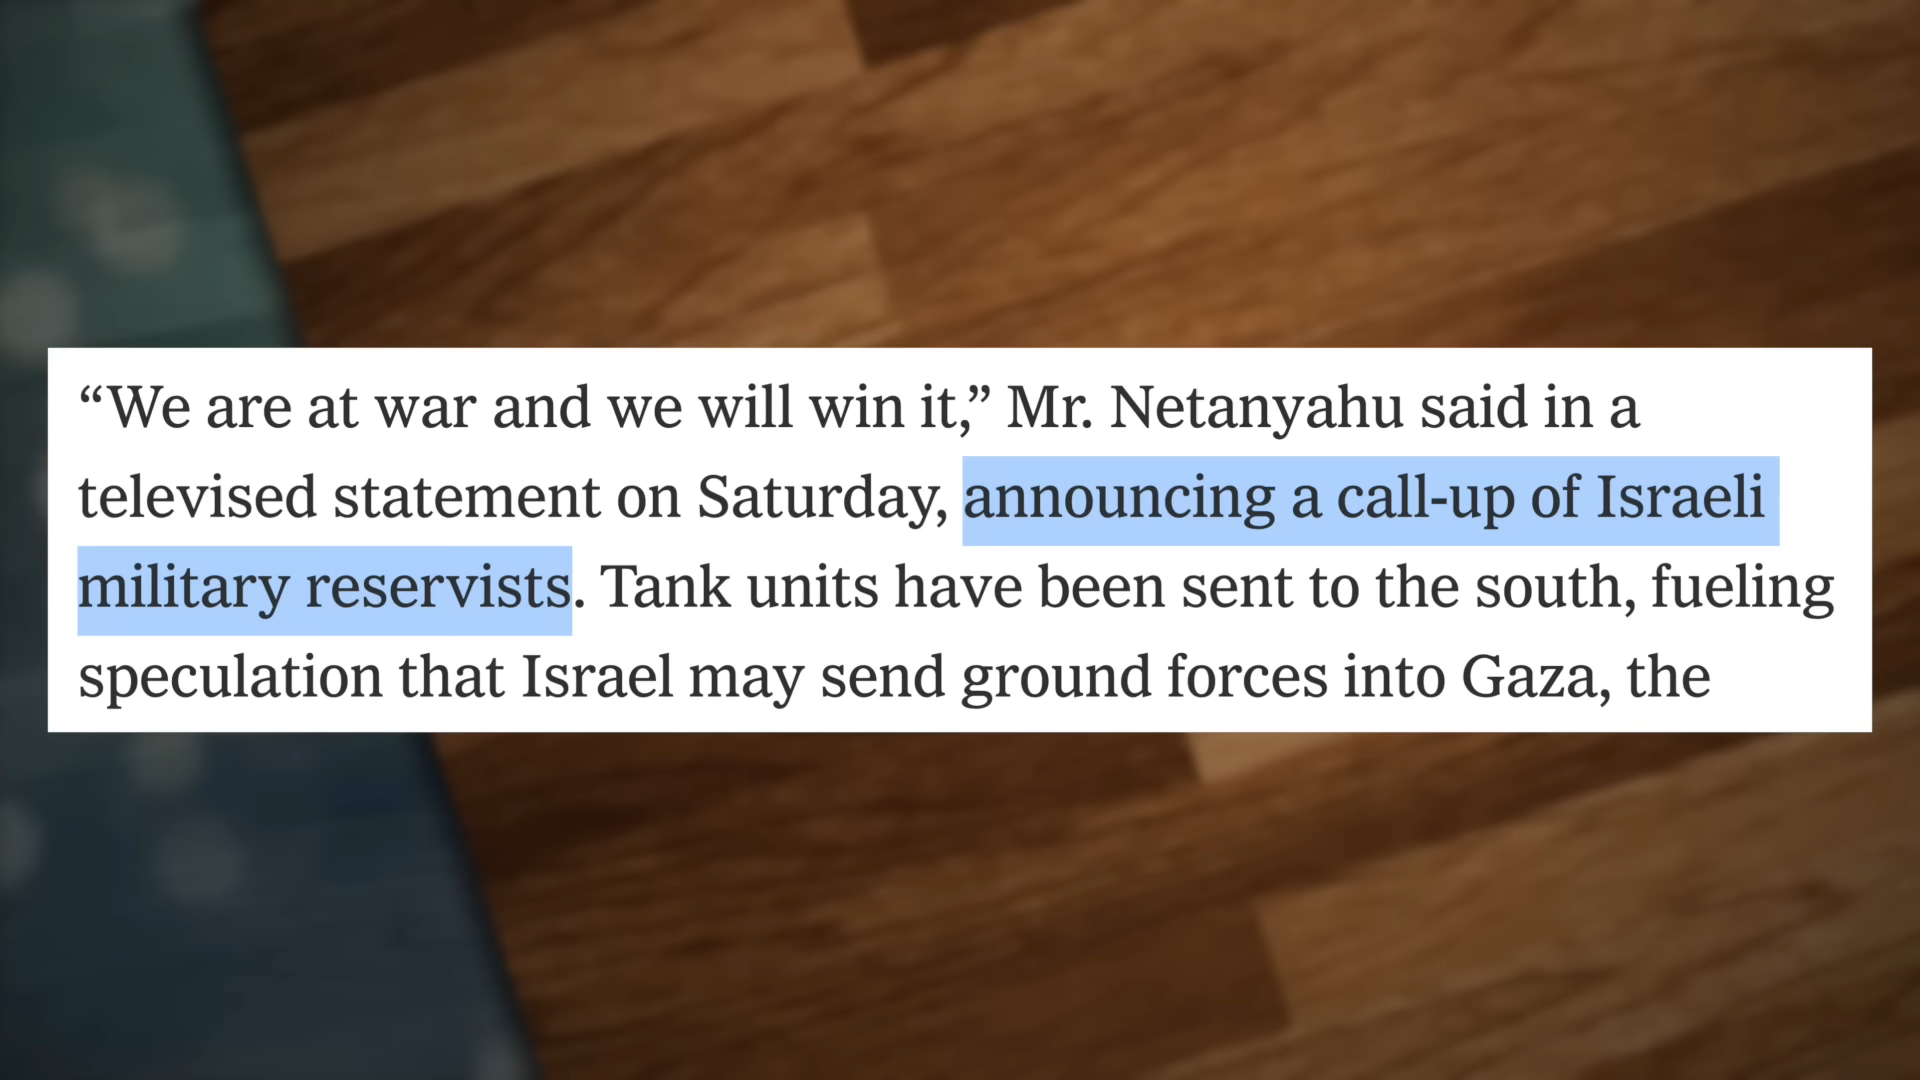 “We are at war and we will win it,” Mr. Netanyahu said in a
televised statement on Saturday, announcing a call-up of Israeli
military reservists. Tank units have been sent to the south, fueling
speculation that Israel may send ground forces into Gaza, the